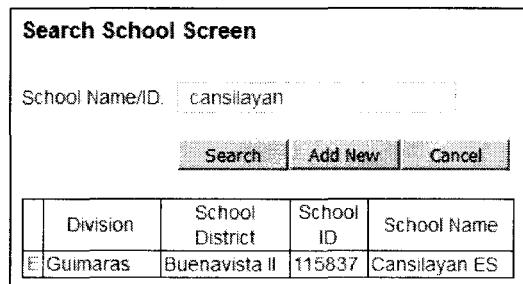 Search School Screen
School Name/ID. cansilayan
Search Add New Cancel
Division School District School ID School Name
E Guimaras Buenavista II 115837 Cansilayan ES